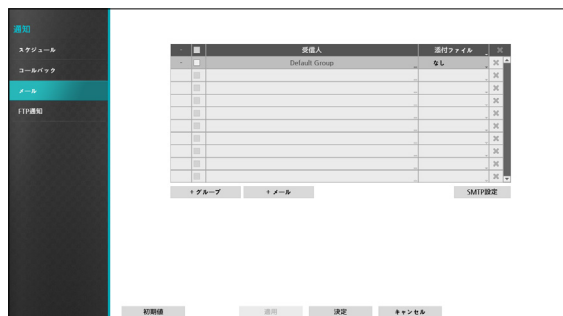 通知
スケジュール
コールバック
メール
FTP通知
受信人 添付ファイル
Default Group なし
+ グループ + メール SMTP設定
初期値 適用 決定 キャンセル